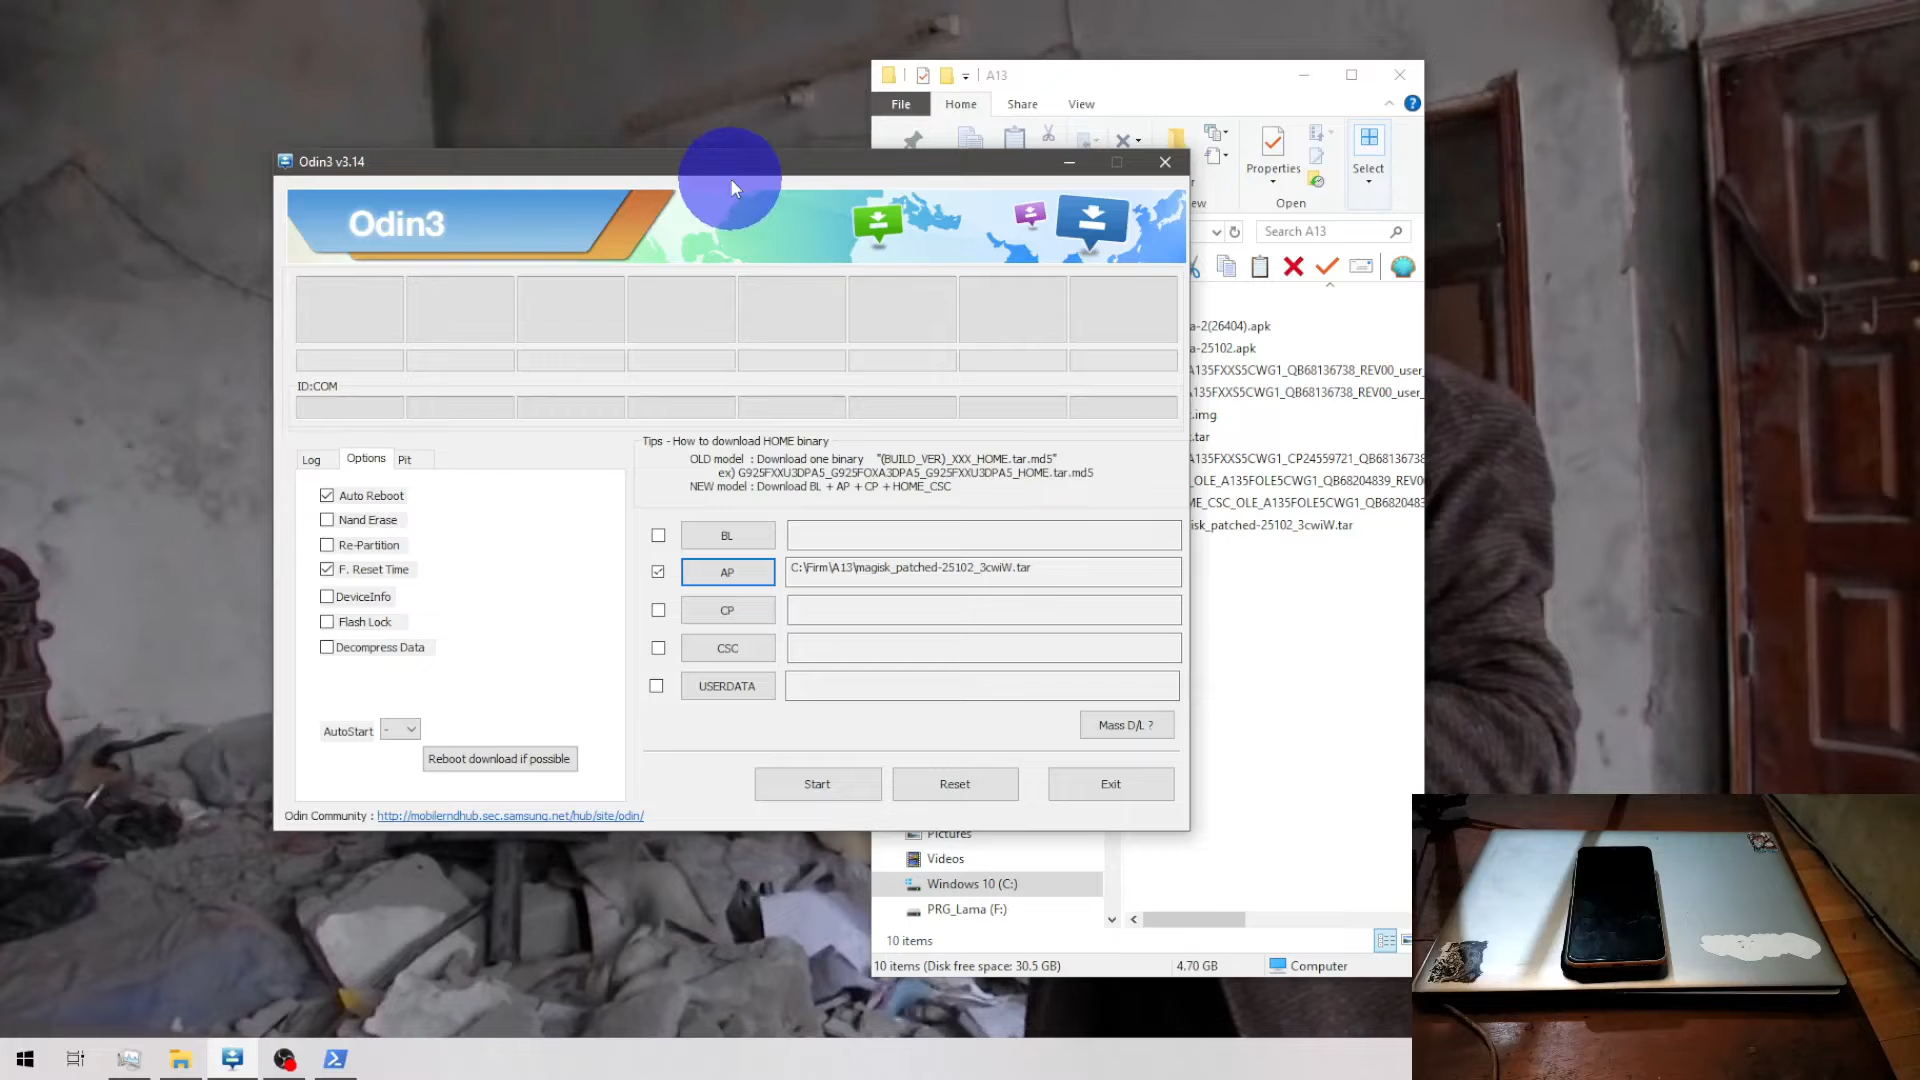 A13
File
Home
Share
View
Properties
Select
Open
Search A13
Odin3 v3.14
Odin3
ID:COM
Log
Options
Pit
Auto Reboot
Nand Erase
Re-Partition
F. Reset Time
DeviceInfo
Flash Lock
Decompress Data
AutoStart
-
Reboot download if possible
Tips - How to download HOME binary
OLD model : Download one binary "(BUILD_VER)_XXX_HOME.tar.md5"
ex) G925FXXU3DPA5_G925FOXA3DPA5_G925FXXU3DPA5_HOME.tar.md5
NEW model : Download BL + AP + CP + HOME_CSC
BL
AP
C:\Firm\A13\magisk_patched-25102_3cwiW.tar
CP
CSC
USERDATA
Mass D/L ?
Start
Reset
Exit
Odin Community : http://mobilerndhub.sec.samsung.net/hub/site/odin/
a-2(26404).apk
a-25102.apk
A135FXXS5CWG1_QB68136738_REV00_user_
A135FXXS5CWG1_QB68136738_REV00_user_
.img
.tar
A135FXXS5CWG1_CP24559721_QB68136738
_OLE_A135FOLE5CWG1_QB68204839_REV0
ME_CSC_OLE_A135FOLE5CWG1_QB6820483
isk_patched-25102_3cwiW.tar
Pictures
Videos
Windows 10 (C:)
PRG_Lama (F:)
10 items
10 items (Disk free space: 30.5 GB)
4.70 GB
Computer